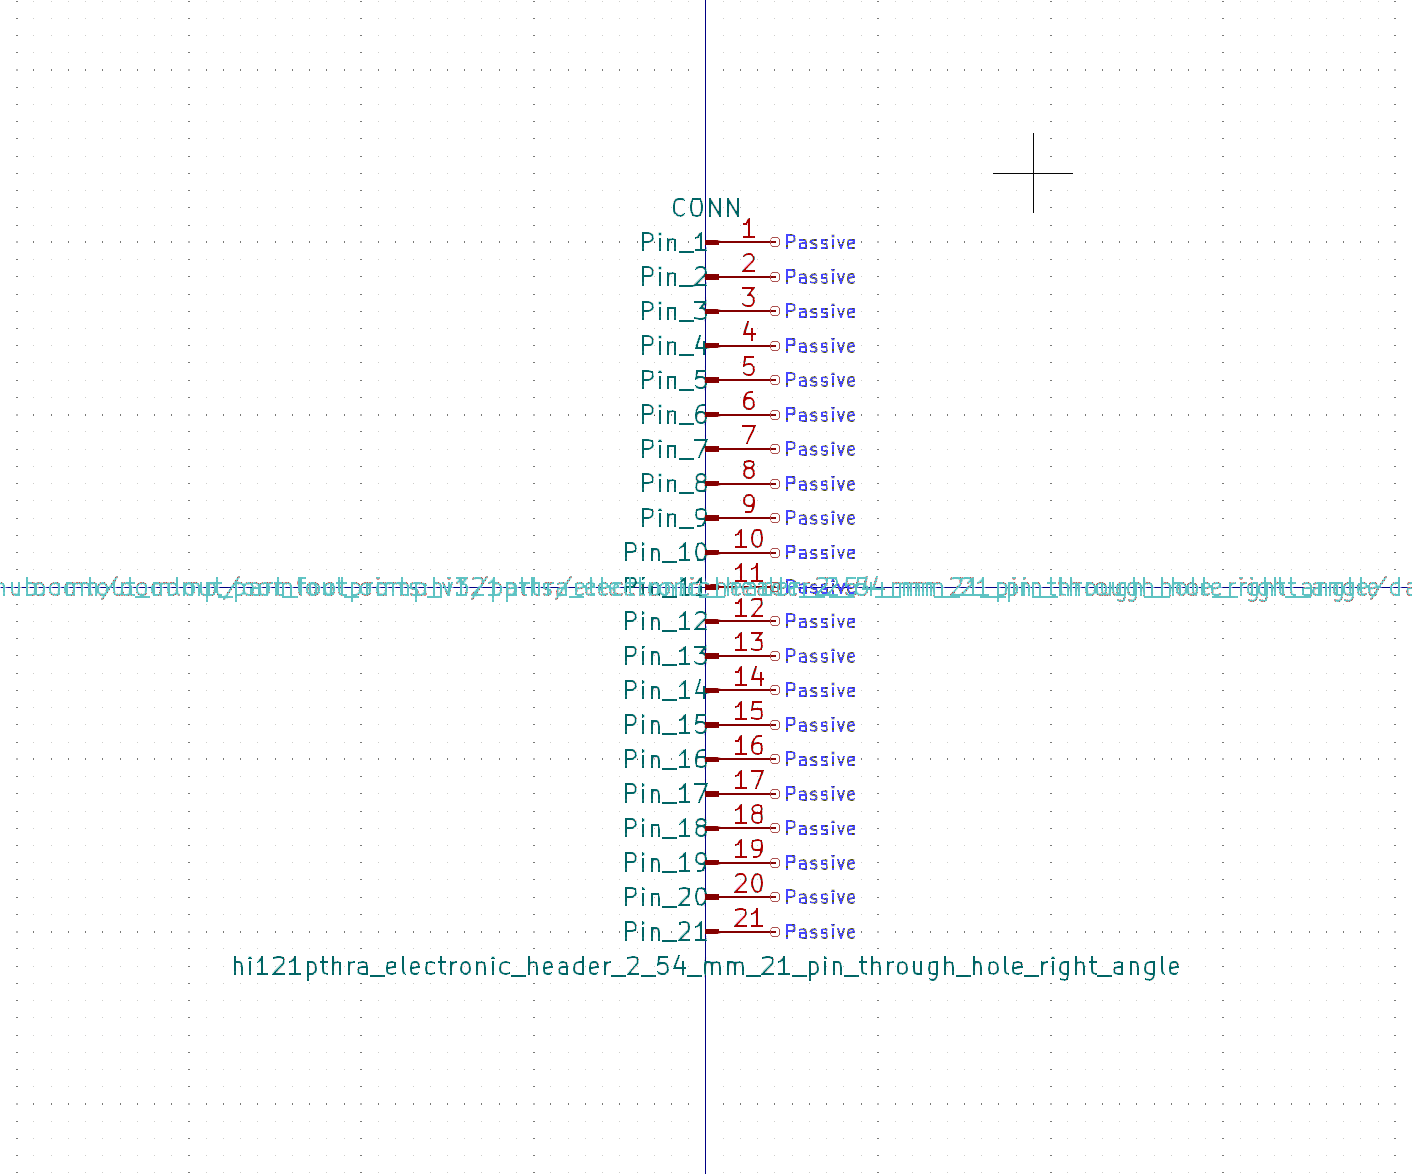 CONN
Pin_1 1 Passive
Pin_2 2 Passive
Pin_3 3 Passive
Pin_4 4 Passive
Pin_5 5 Passive
Pin_6 6 Passive
Pin_7 7 Passive
Pin_8 8 Passive
Pin_9 9 Passive
Pin_10 10 Passive
Pin_11 11 Passive
Pin_12 12 Passive
Pin_13 13 Passive
Pin_14 14 Passive
Pin_15 15 Passive
Pin_16 16 Passive
Pin_17 17 Passive
Pin_18 18 Passive
Pin_19 19 Passive
Pin_20 20 Passive
Pin_21 21 Passive
hi121pthra_electronic_header_2_54_mm_21_pin_through_hole_right_angle